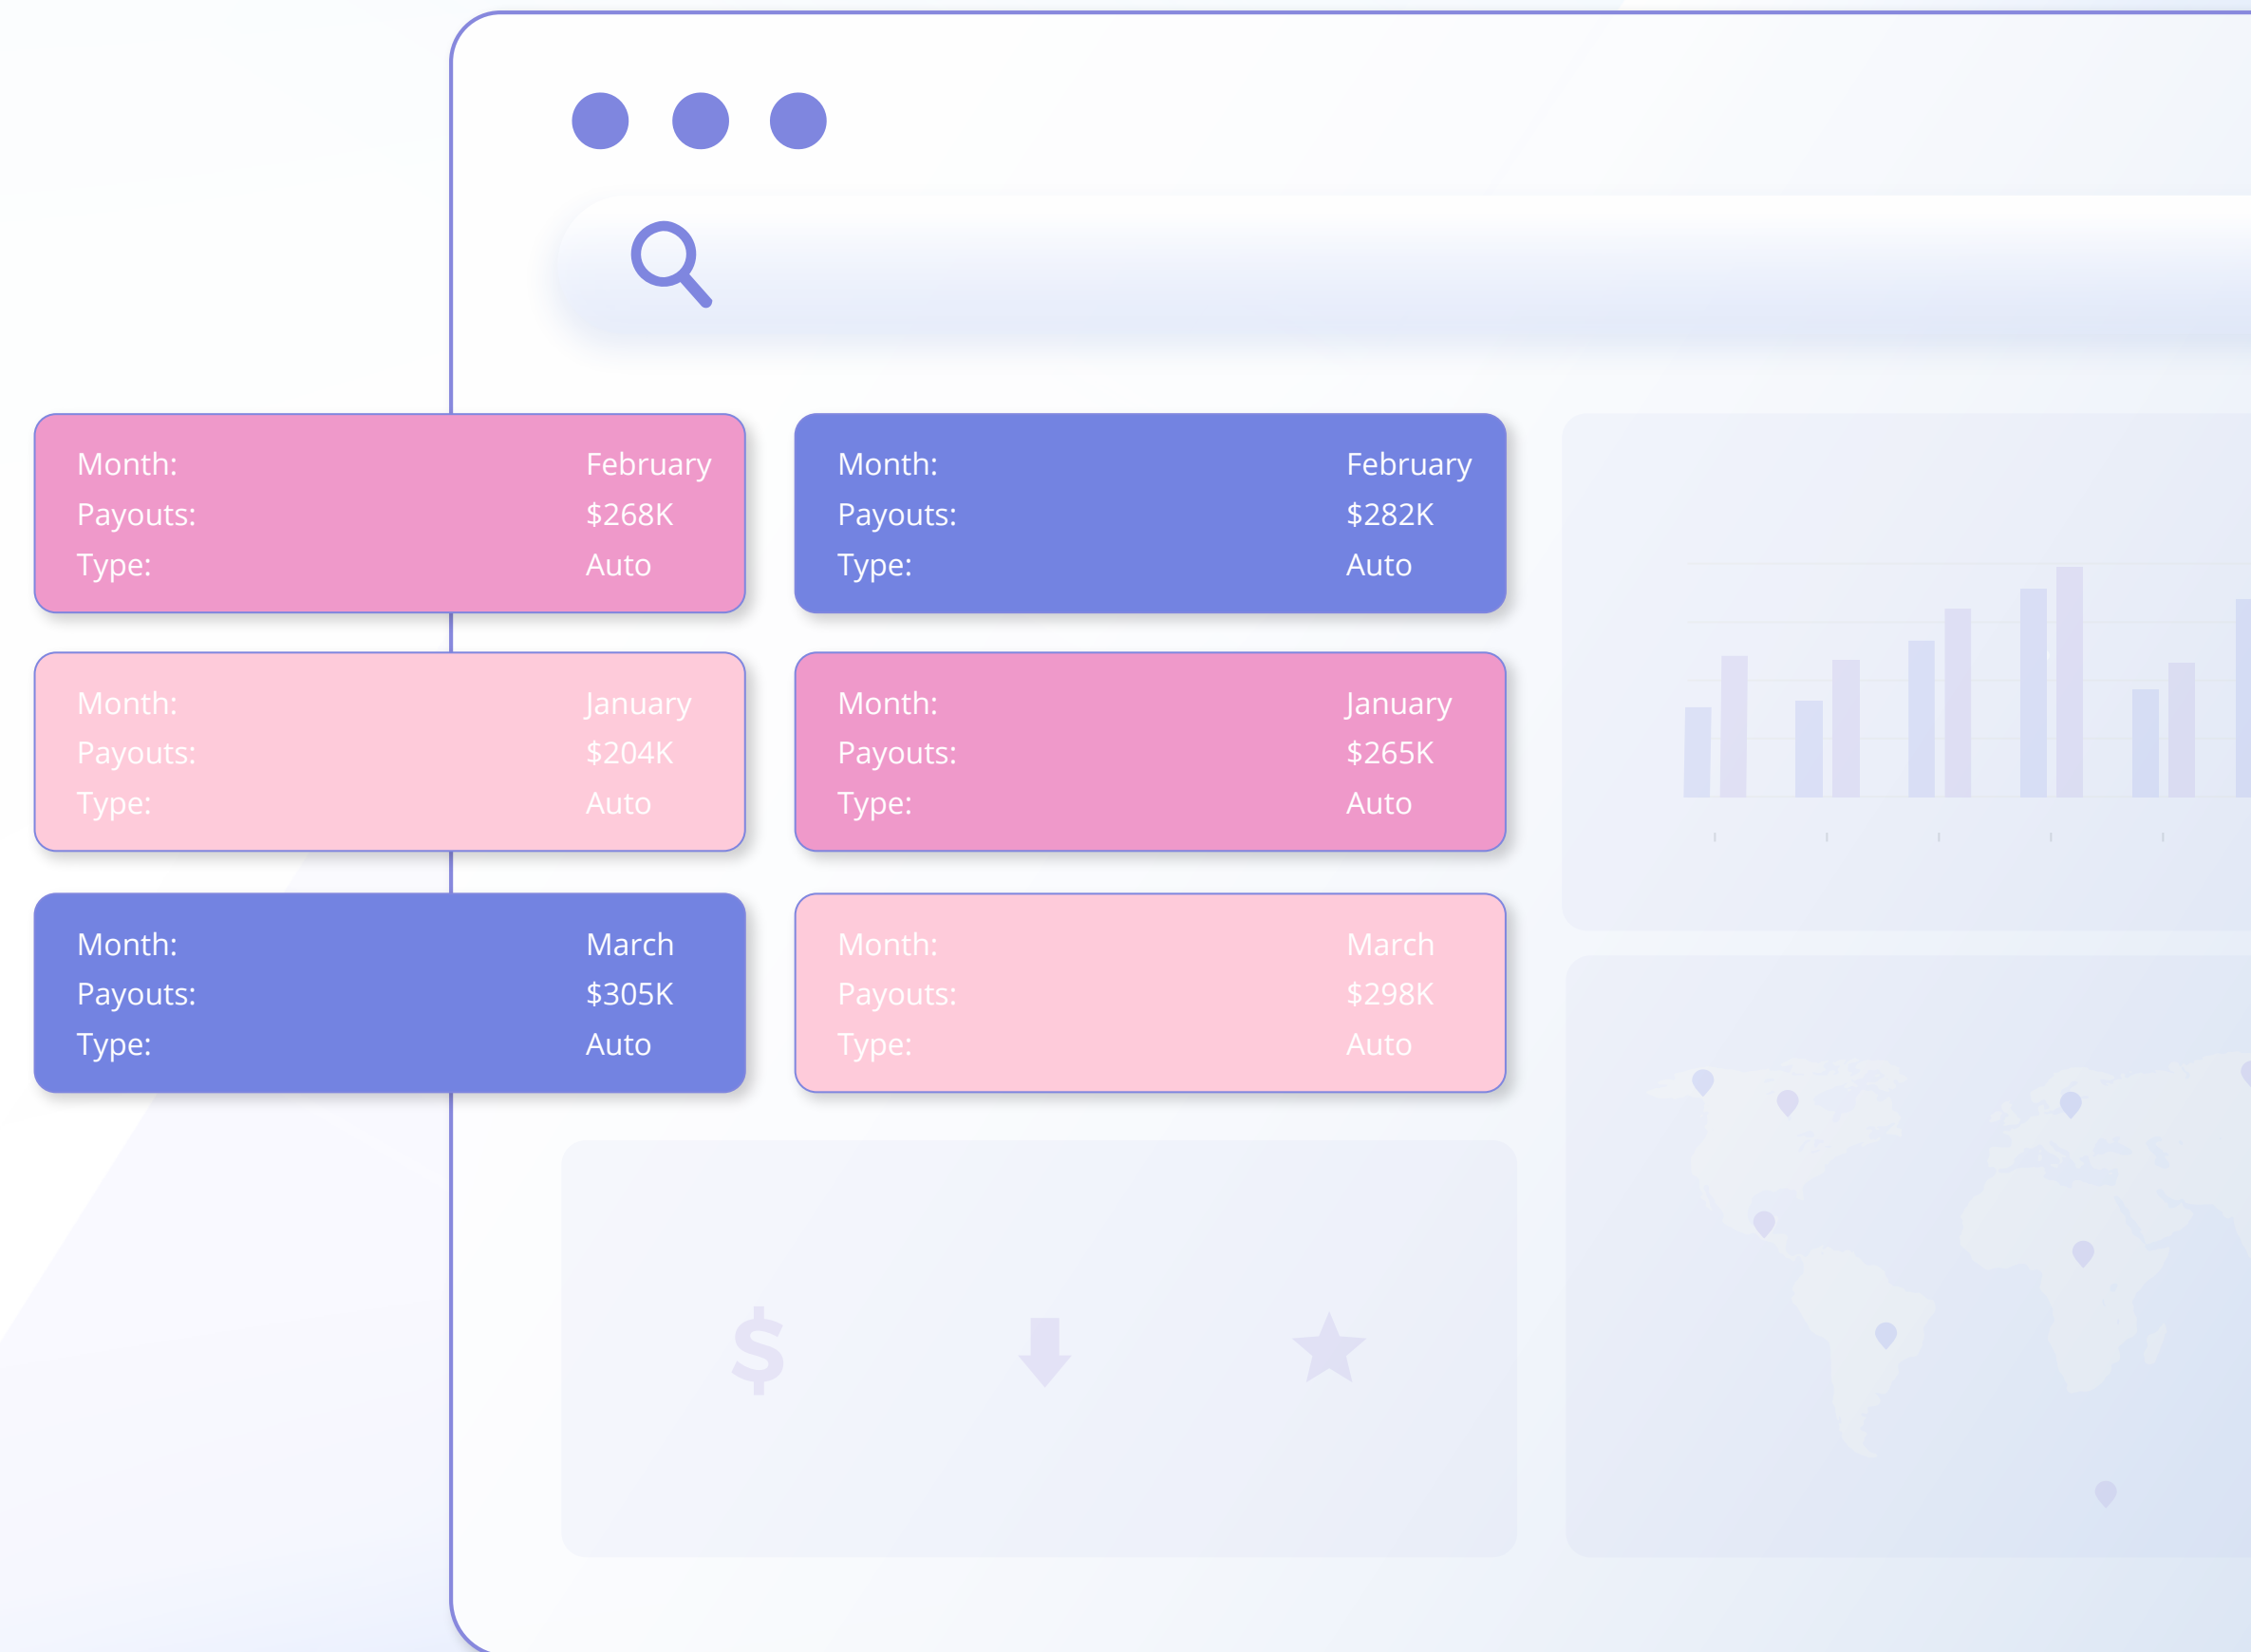 Month: February
Payouts: $268K
Type: Auto
Month: February
Payouts: $282K
Type: Auto
Month: January
Payouts: $204K
Type: Auto
Month: January
Payouts: $265K
Type: Auto
Month: March
Payouts: $305K
Type: Auto
Month: March
Payouts: $298K
Type: Auto
$